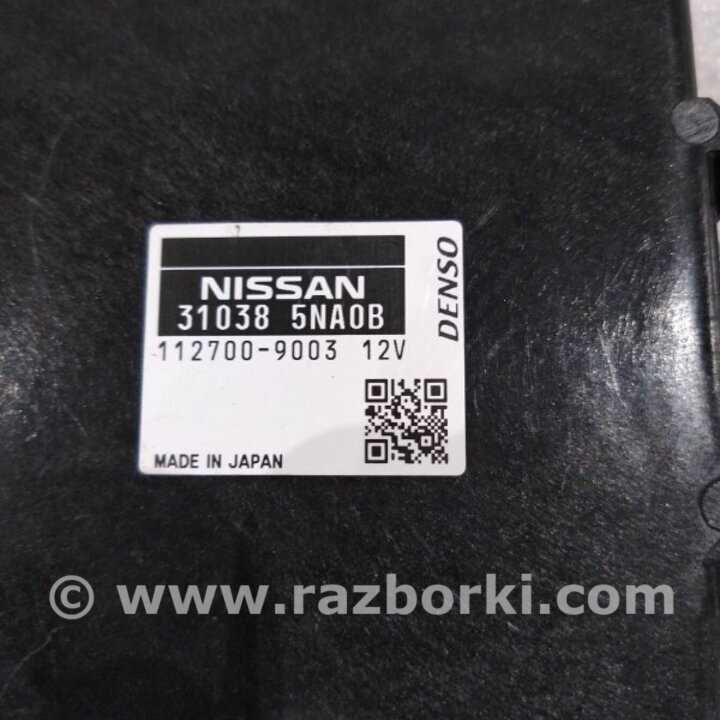 NISSAN
31038 5NA0B
DENSO
112700-9003 12V
MADE IN JAPAN
© www.razborki.com